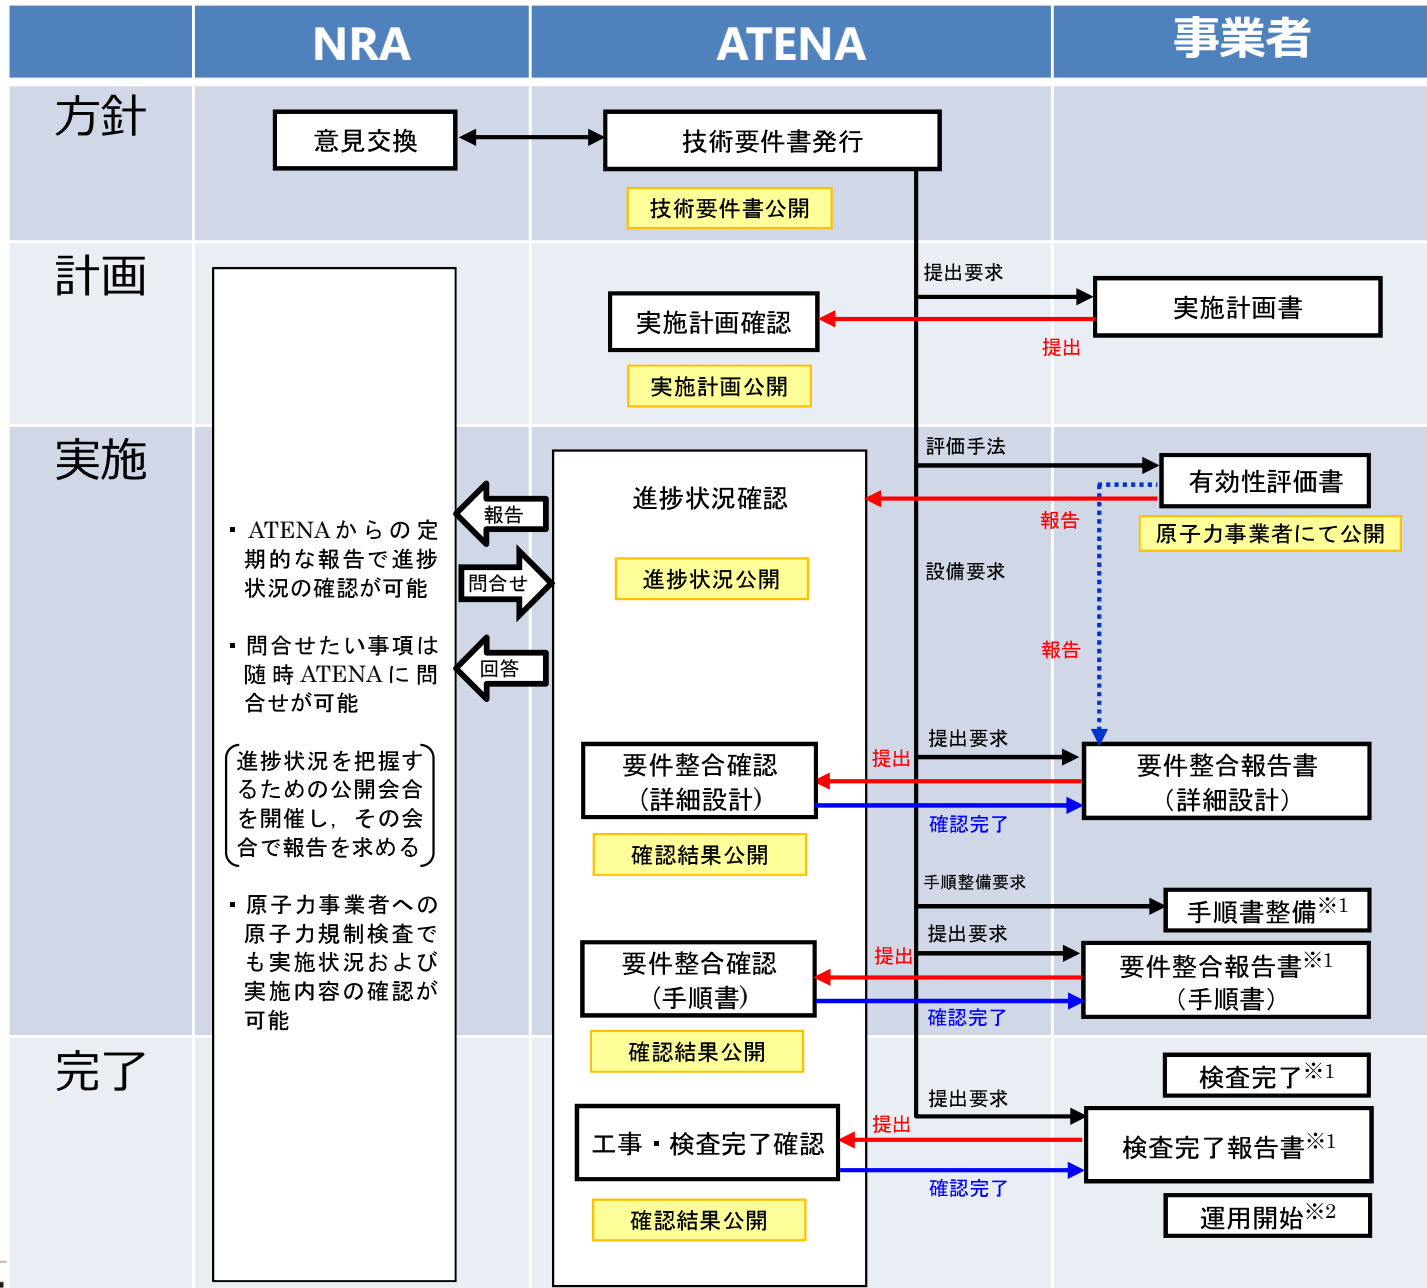 NRA
ATENA
事業者
方針
意見交換
技術要件書発行
技術要件書公開
計画
提出要求
実施計画書
実施計画確認
提出
実施計画公開
実施
評価手法
有効性評価書
進捗状況確認
報告
報告
原子力事業者にて公開
▪ ATENAからの定
期的な報告で進捗
状況の確認が可能
設備要求
進捗状況公開
問合せ
▪ 問合せたい事項は
随時ATENAに問
合せが可能
報告
回答
進捗状況を把握す
るための公開会合
を開催し，その会
合で報告を求める
提出要求
提出
要件整合確認
（詳細設計）
要件整合報告書
（詳細設計）
確認完了
確認結果公開
▪ 原子力事業者への
原子力規制検査で
も実施状況および
実施内容の確認が
可能
手順整備要求
手順書整備※1
提出要求
提出
要件整合確認
（手順書）
要件整合報告書※1
（手順書）
確認完了
確認結果公開
完了
検査完了※1
提出要求
提出
工事・検査完了確認
検査完了報告書※1
確認完了
確認結果公開
運用開始※2